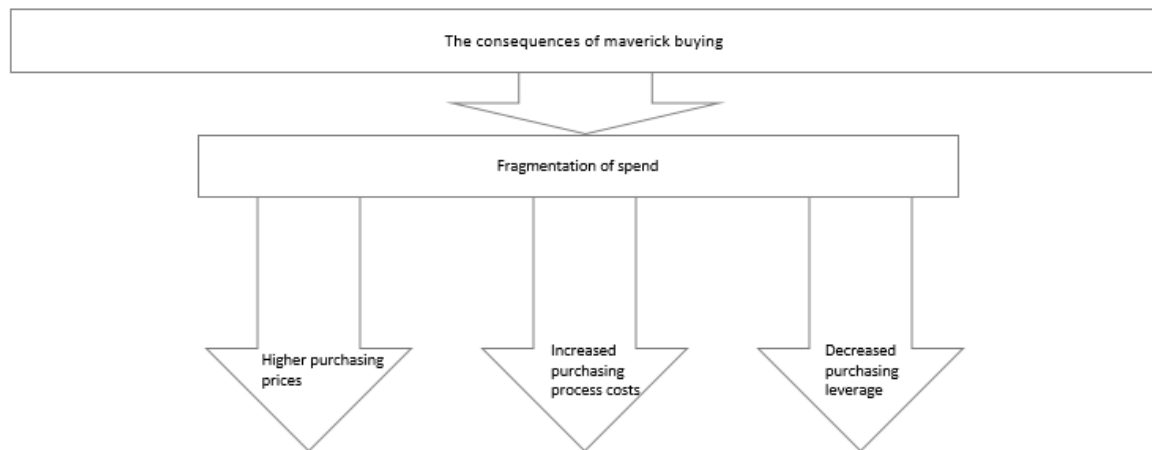 The consequences of maverick buying
Fragmentation of spend
Higher purchasing
prices
Increased
purchasing
process costs
Decreased
purchasing
leverage